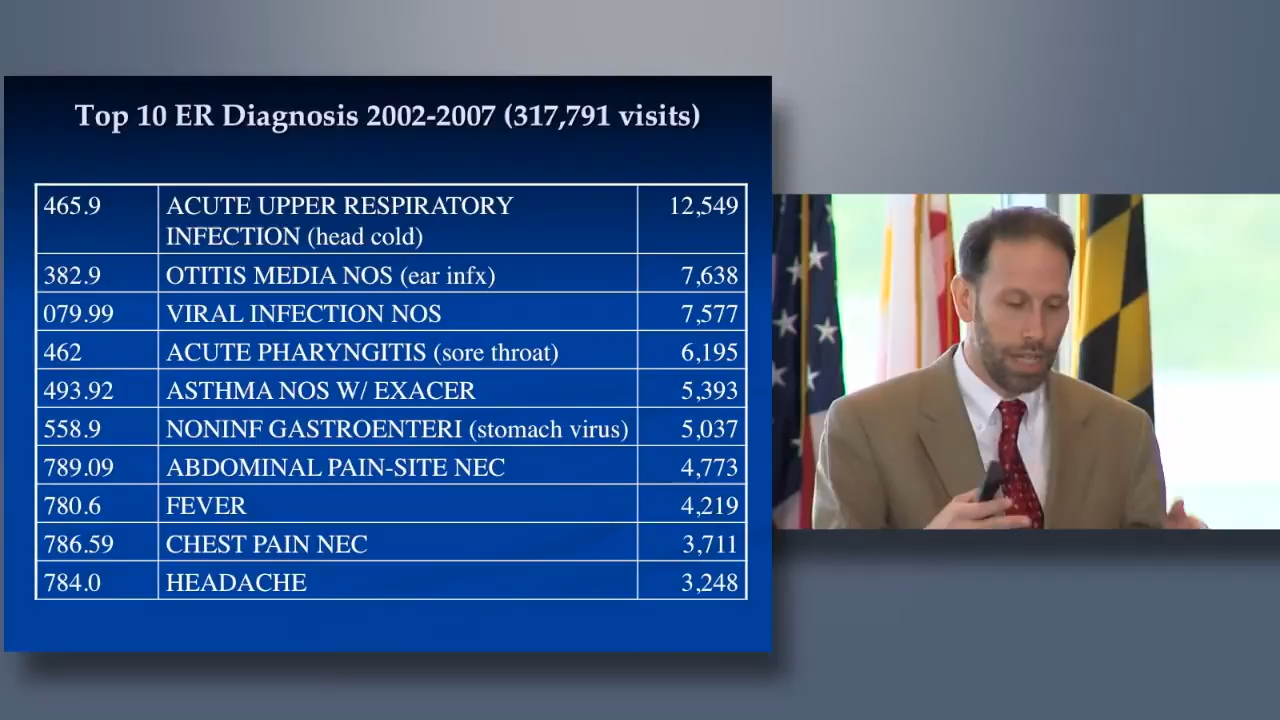 Top 10 ER Diagnosis 2002-2007 (317,791 visits)
465.9 ACUTE UPPER RESPIRATORY 12,549
INFECTION (head cold)
382.9 OTITIS MEDIA NOS (ear infx) 7,638
079.99 VIRAL INFECTION NOS 7,577
462 ACUTE PHARYNGITIS (sore throat) 6,195
493.92 ASTHMA NOS W/ EXACER 5,393
558.9 NONINF GASTROENTERI (stomach virus) 5,037
789.09 ABDOMINAL PAIN-SITE NEC 4,773
780.6 FEVER 4,219
786.59 CHEST PAIN NEC 3,711
784.0 HEADACHE 3,248